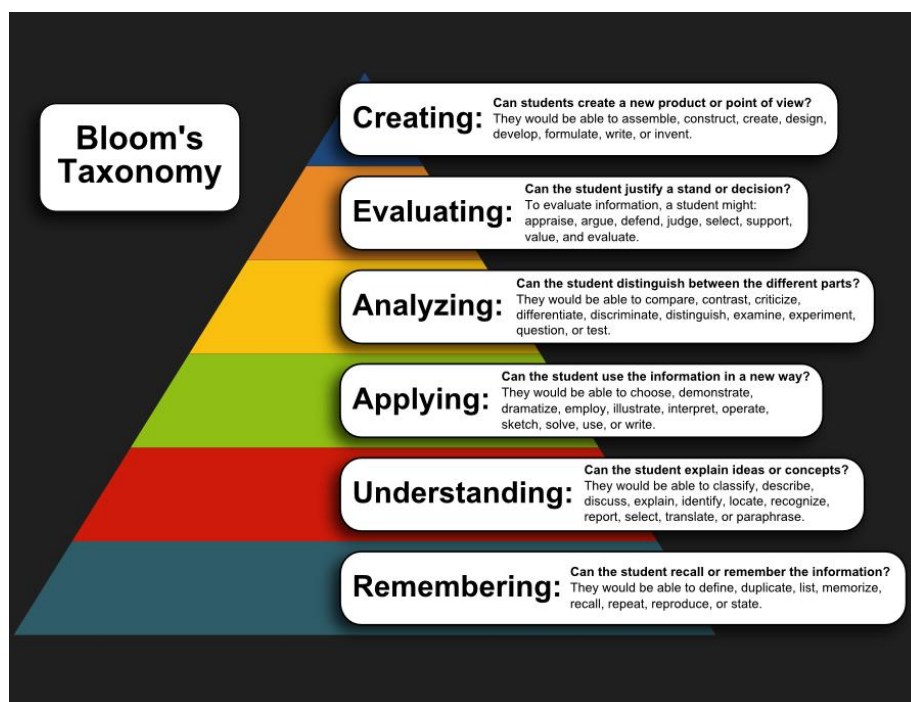 Bloom's
Taxonomy
Creating:
Can students create a new product or point of view?
They would be able to assemble, construct, create, design,
develop, formulate, write, or invent.
Evaluating:
Can the student justify a stand or decision?
To evaluate information, a student might:
appraise, argue, defend, judge, select, support,
value, and evaluate.
Analyzing:
Can the student distinguish between the different parts?
They would be able to compare, contrast, criticize,
differentiate, discriminate, distinguish, examine, experiment,
question, or test.
Applying:
Can the student use the information in a new way?
They would be able to choose, demonstrate,
dramatize, employ, illustrate, interpret, operate,
sketch, solve, use, or write.
Understanding:
Can the student explain ideas or concepts?
They would be able to classify, describe,
discuss, explain, identify, locate, recognize,
report, select, translate, or paraphrase.
Remembering:
Can the student recall or remember the information?
They would be able to define, duplicate, list, memorize,
recall, repeat, reproduce, or state.